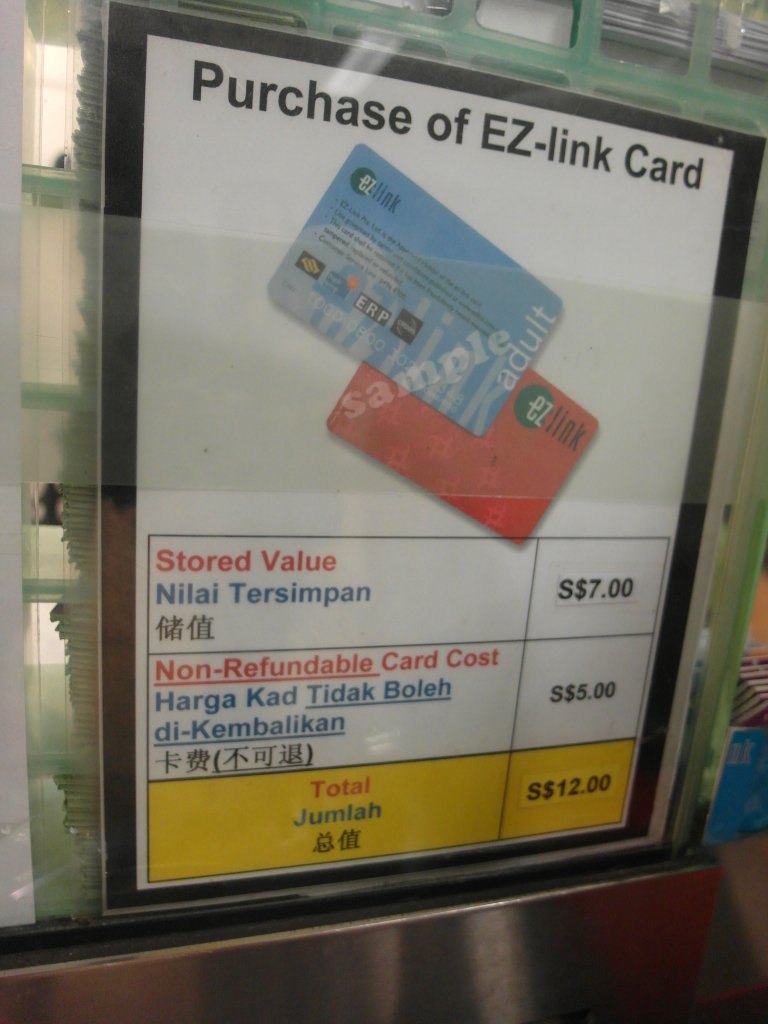 Purchase of EZ-link Card
ez link
ERP
adult
sample
ez link
Stored Value
Nilai Tersimpan
储值
S$7.00
Non-Refundable Card Cost
Harga Kad Tidak Boleh
di-Kembalikan
卡费(不可退)
S$5.00
Total
Jumlah
总值
S$12.00